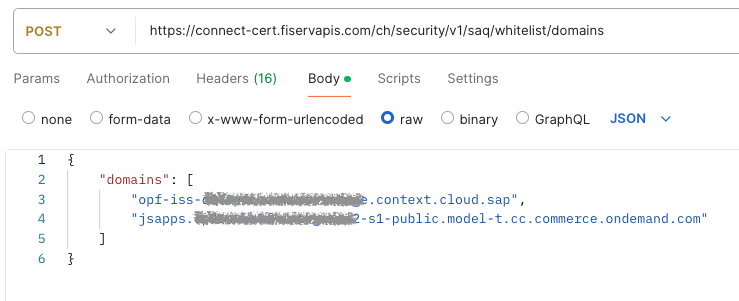 POST https://connect-cert.fiservapis.com/ch/security/v1/saq/whitelist/domains
Params Authorization Headers (16) Body Scripts Settings
none form-data x-www-form-urlencoded raw binary GraphQL JSON
1 {
2 "domains": [
3 "opf-iss- e.context.cloud.sap",
4 "jsapps. 2-s1-public.model-t.cc.commerce.ondemand.com"
5 ]
6 }